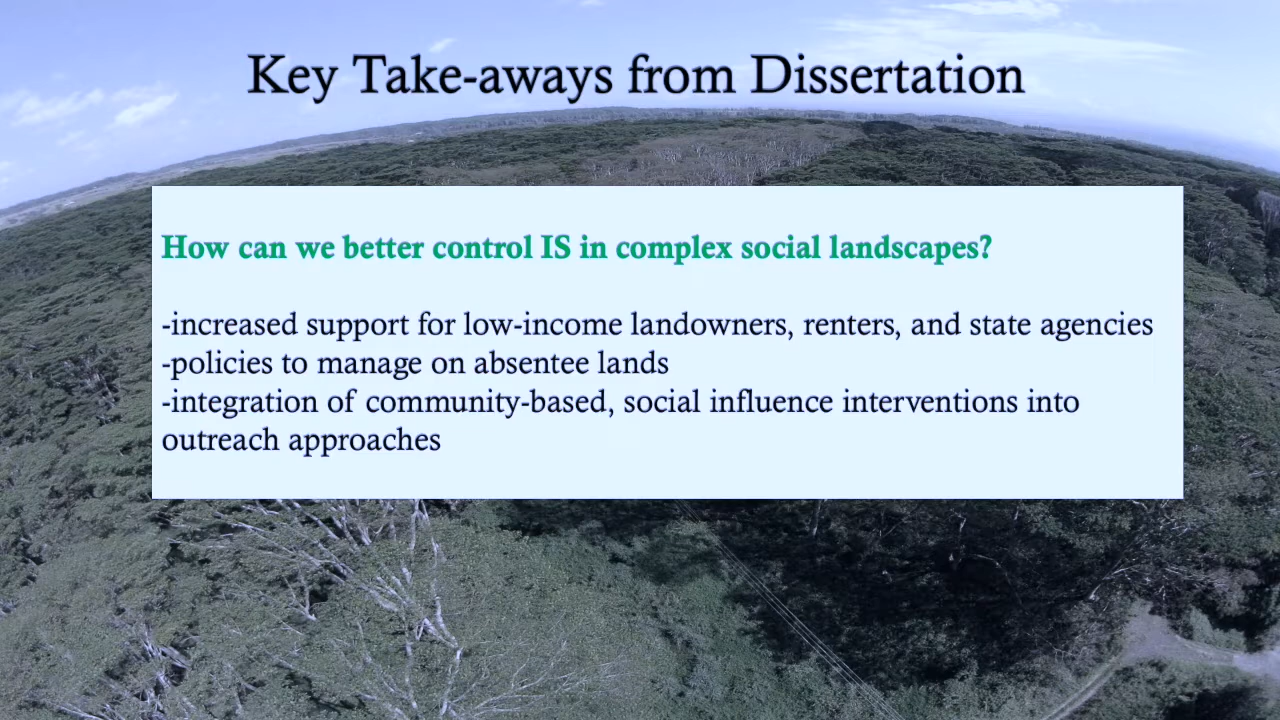 Key Take-aways from Dissertation
How can we better control IS in complex social landscapes?
-increased support for low-income landowners, renters, and state agencies
-policies to manage on absentee lands
-integration of community-based, social influence interventions into
outreach approaches